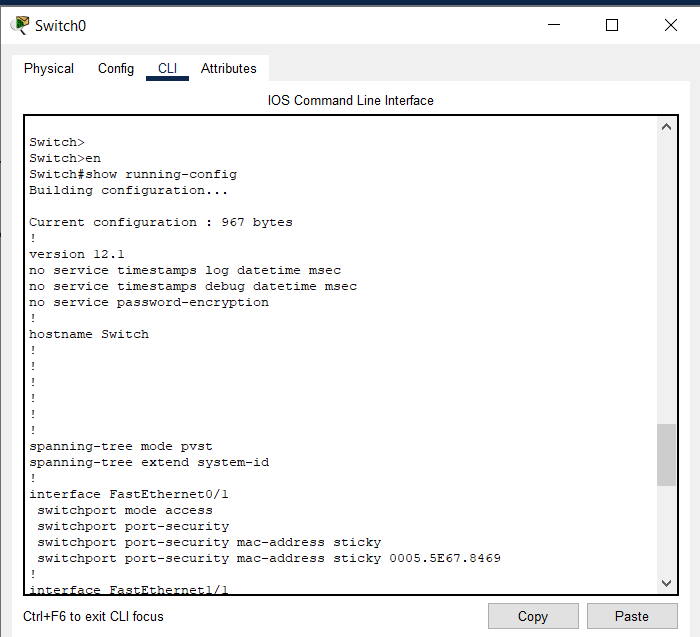 Switch0
Physical Config CLI Attributes
IOS Command Line Interface
Switch>
Switch>en
Switch#show running-config
Building configuration...
Current configuration : 967 bytes
!
version 12.1
no service timestamps log datetime msec
no service timestamps debug datetime msec
no service password-encryption
!
hostname Switch
!
!
!
!
!
!
spanning-tree mode pvst
spanning-tree extend system-id
!
interface FastEthernet0/1
switchport mode access
switchport port-security
switchport port-security mac-address sticky
switchport port-security mac-address sticky 0005.5E67.8469
!
interface FastEthernet1/1
Ctrl+F6 to exit CLI focus
Copy Paste